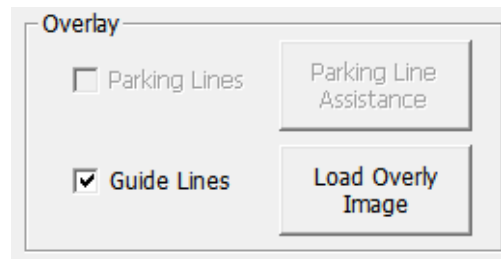 Overlay
Parking Lines
Parking Line
Assistance
Guide Lines
Load Overly
Image